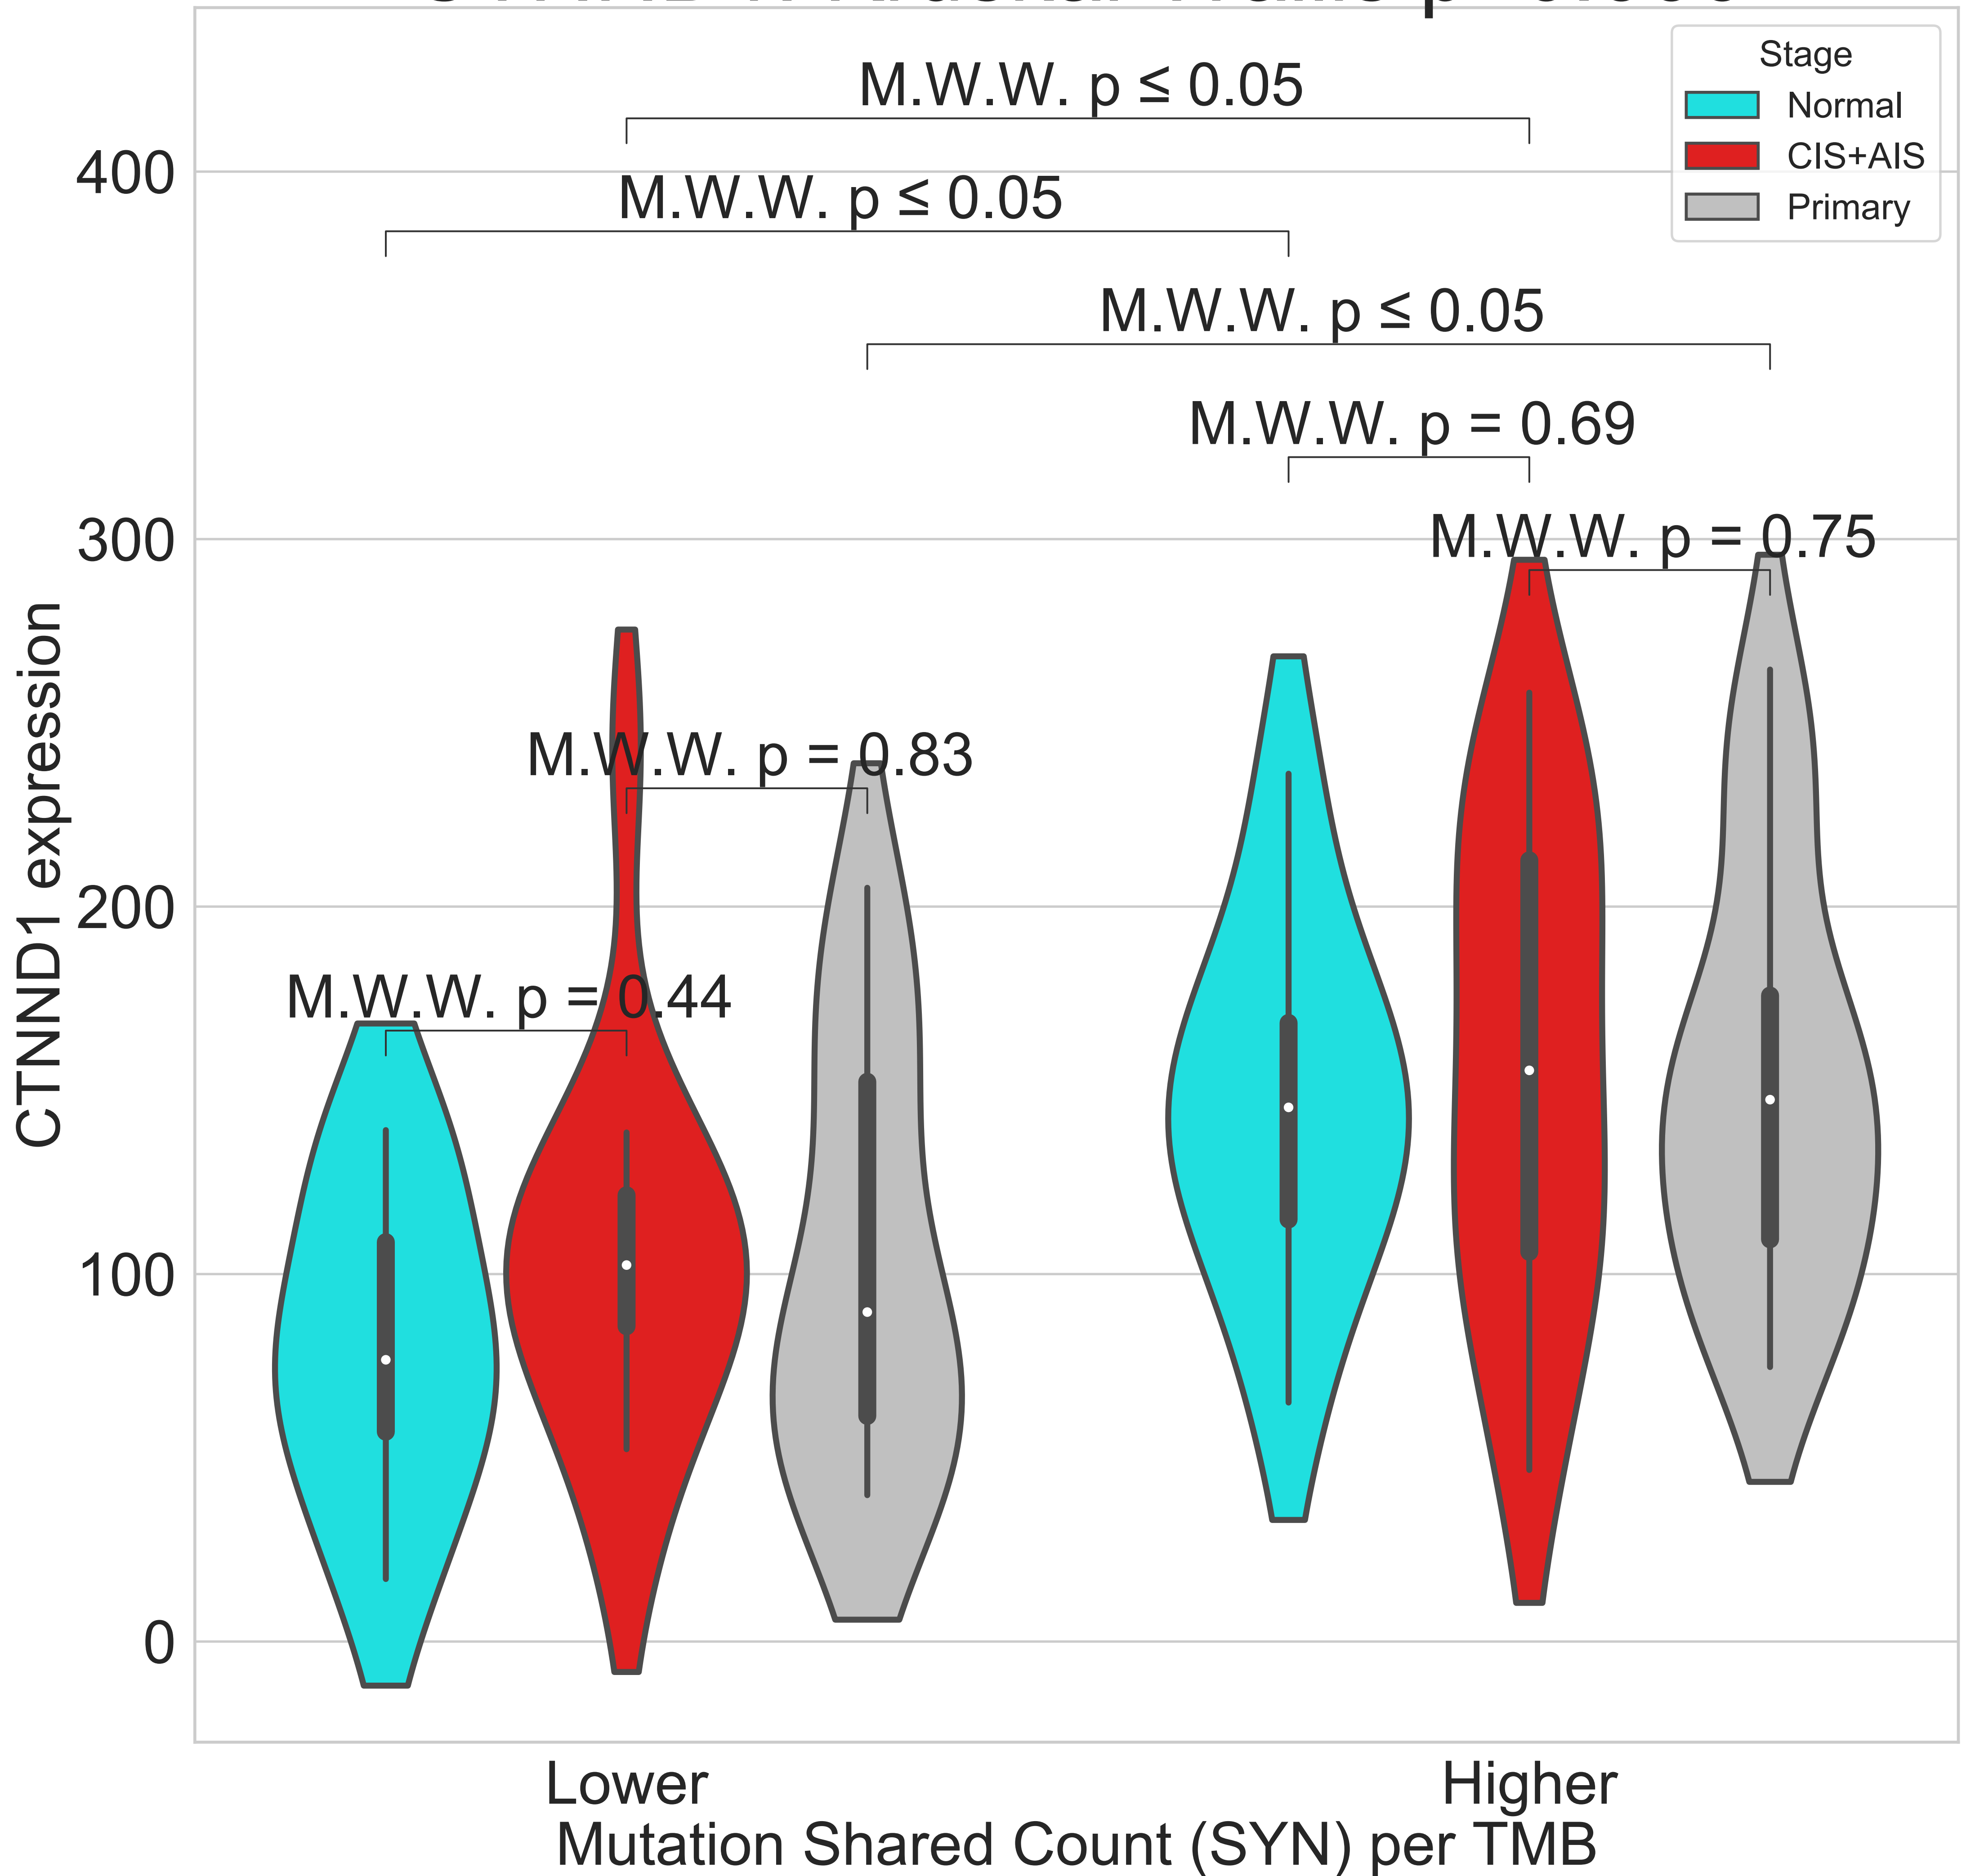 Stage
Normal
CIS+AIS
Primary
M.W.W. p ≤ 0.05
M.W.W. p ≤ 0.05
M.W.W. p ≤ 0.05
M.W.W. p = 0.69
M.W.W. p = 0.75
M.W.W. p = 0.83
M.W.W. p = 0.44
400
300
200
100
0
CTNND1 expression
Lower
Higher
Mutation Shared Count (SYN) per TMB